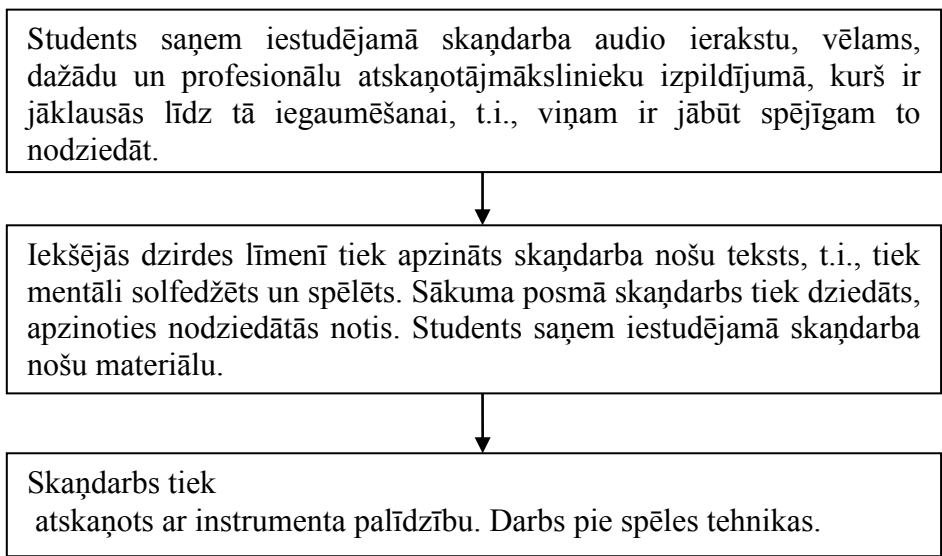 Students saņem iestudējamā skaņdarba audio ierakstu, vēlams,
dažādu un profesionālu atskaņotājmākslinieku izpildījumā, kurš ir
jāklausās līdz tā iegaumēšanai, t.i., viņam ir jābūt spējīgam to
nodziedāt.
Iekšējās dzirdes līmenī tiek apzināts skaņdarba nošu teksts, t.i., tiek
mentāli solfedžēts un spēlēts. Sākuma posmā skaņdarbs tiek dziedāts,
apzinoties nodziedātās notis. Students saņem iestudējamā skaņdarba
nošu materiālu.
Skaņdarbs tiek
atskaņots ar instrumenta palīdzību. Darbs pie spēles tehnikas.